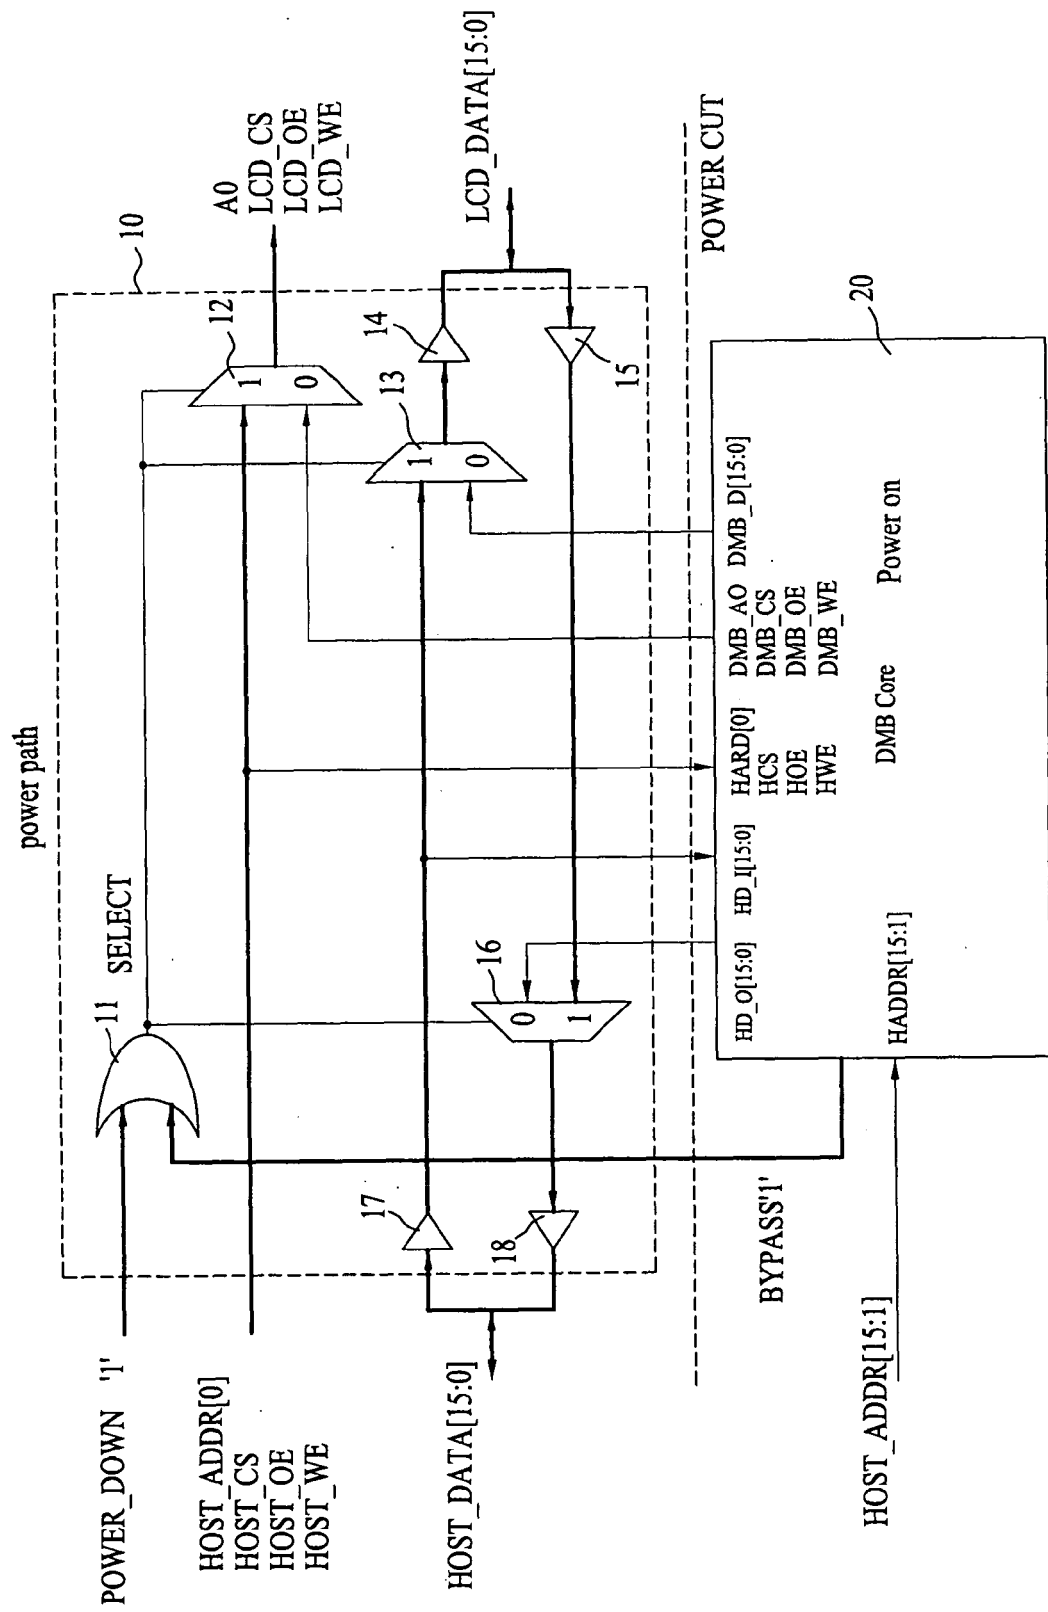 power path
10
POWER_DOWN '1'
11
SELECT
12
1
0
A0
LCD_CS
LCD_OE
LCD_WE
HOST_ADDR[0]
HOST_CS
HOST_OE
HOST_WE
13
1
0
14
17
HOST_DATA[15:0]
LCD_DATA[15:0]
18
16
0
1
15
POWER CUT
BYPASS'1'
20
HD_O[15:0]
HD_I[15:0]
HARD[0]
HCS
HOE
HWE
DMB_AO
DMB_CS
DMB_OE
DMB_WE
DMB_D[15:0]
HADDR[15:1]
DMB Core
Power on
HOST_ADDR[15:1]